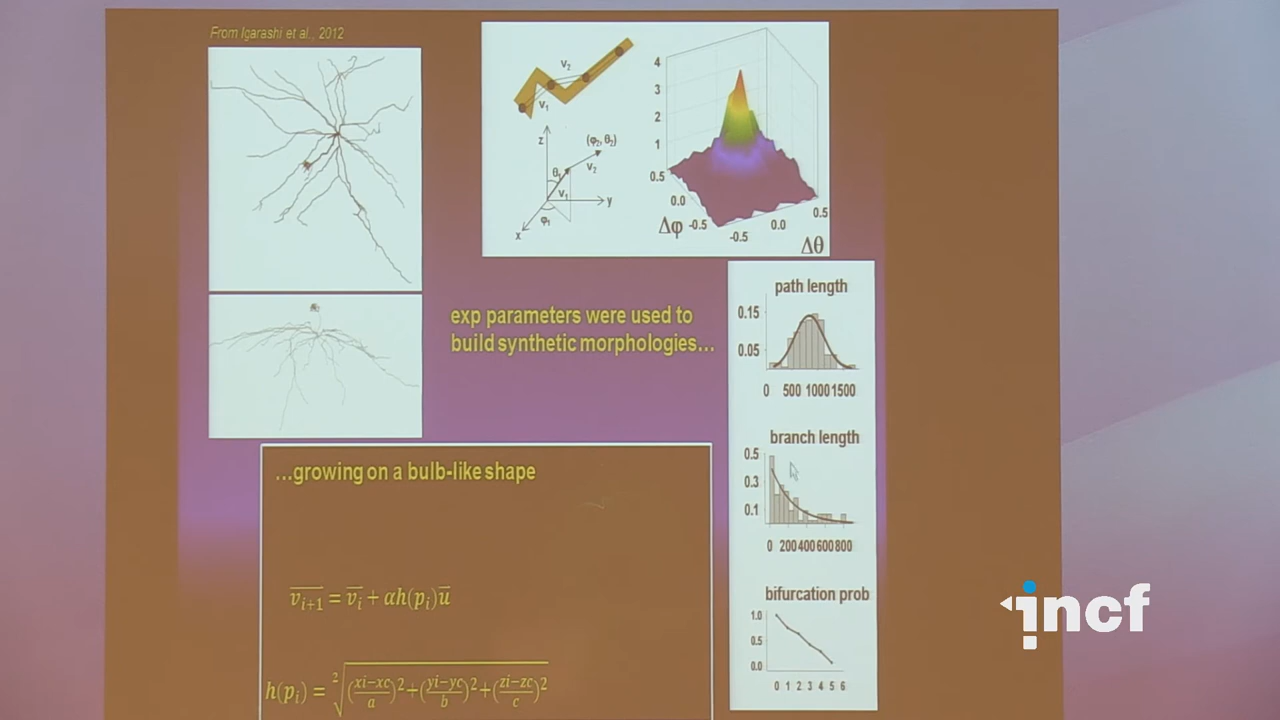 From Igarashi et al., 2012
v₂
v₁
z
(φ₂, θ₂)
θ₁
v₂
v₁
y
φ₁
x
4
3
2
1
0.5
0.0
Δφ
-0.5
-0.5
0.0
0.5
Δθ
exp parameters were used to
build synthetic morphologies…
path length
0.15
0.05
0 500 1000 1500
branch length
0.5
0.3
0.1
0 200 400 600 800
bifurcation prob
1.0
0.5
0.0
0 1 2 3 4 5 6
…growing on a bulb-like shape
v̅ᵢ₊₁ = v̅ᵢ + αh(pᵢ)u̅
h(pᵢ) = ²√((xi−xc)/a)²+((yi−yc)/b)²+((zi−zc)/c)²
incf